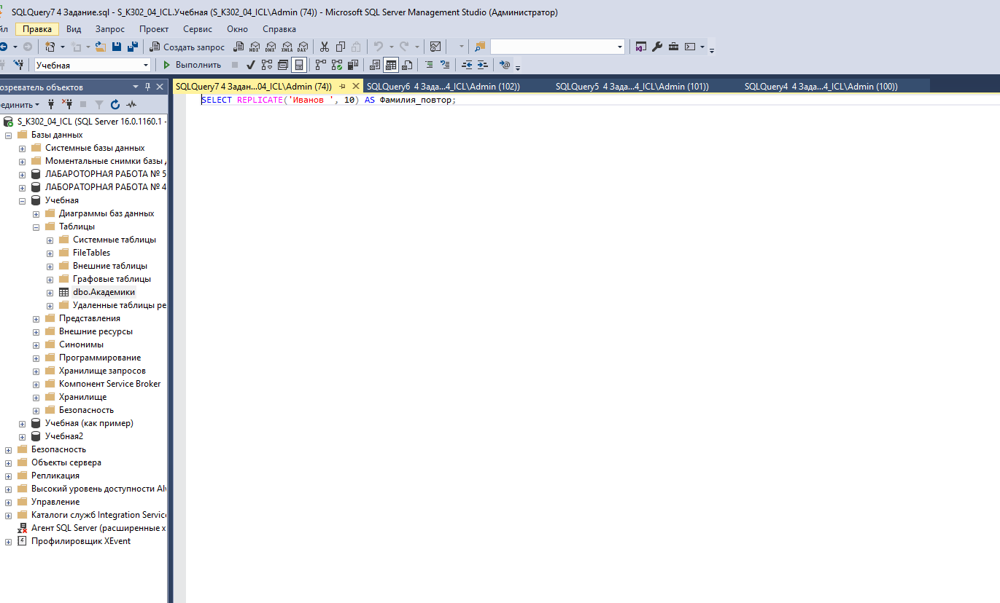 SQLQuery7 4 Задание.sql - S_K302_04_ICL.Учебная (S_K302_04_ICL\Admin (74)) - Microsoft SQL Server Management Studio (Администратор)
йл Правка Вид Запрос Проект Сервис Окно Справка
Создать запрос MDX DMX XMLA DAX
Учебная Выполнить
озреватель объектов
SQLQuery7 4 Задан...04_ICL\Admin (74)) SQLQuery6 4 Зада...4_ICL\Admin (102)) SQLQuery5 4 Зада...4_ICL\Admin (101)) SQLQuery4 4 Зада...4_ICL\Admin (100))
SELECT REPLICATE('Иванов ', 10) AS Фамилия_повтор;
единить
S_K302_04_ICL (SQL Server 16.0.1160.1 -
Базы данных
Системные базы данных
Моментальные снимки базы д
ЛАБАРОТОРНАЯ РАБОТА № 5
ЛАБОРАТОРНАЯ РАБОТА № 4
Учебная
Диаграммы баз данных
Таблицы
Системные таблицы
FileTables
Внешние таблицы
Графовые таблицы
dbo.Академики
Удаленные таблицы ре
Представления
Внешние ресурсы
Синонимы
Программирование
Хранилище запросов
Компонент Service Broker
Хранилище
Безопасность
Учебная (как пример)
Учебная2
Безопасность
Объекты сервера
Репликация
Высокий уровень доступности Alv
Управление
Каталоги служб Integration Service
Агент SQL Server (расширенные х
Профилировщик XEvent